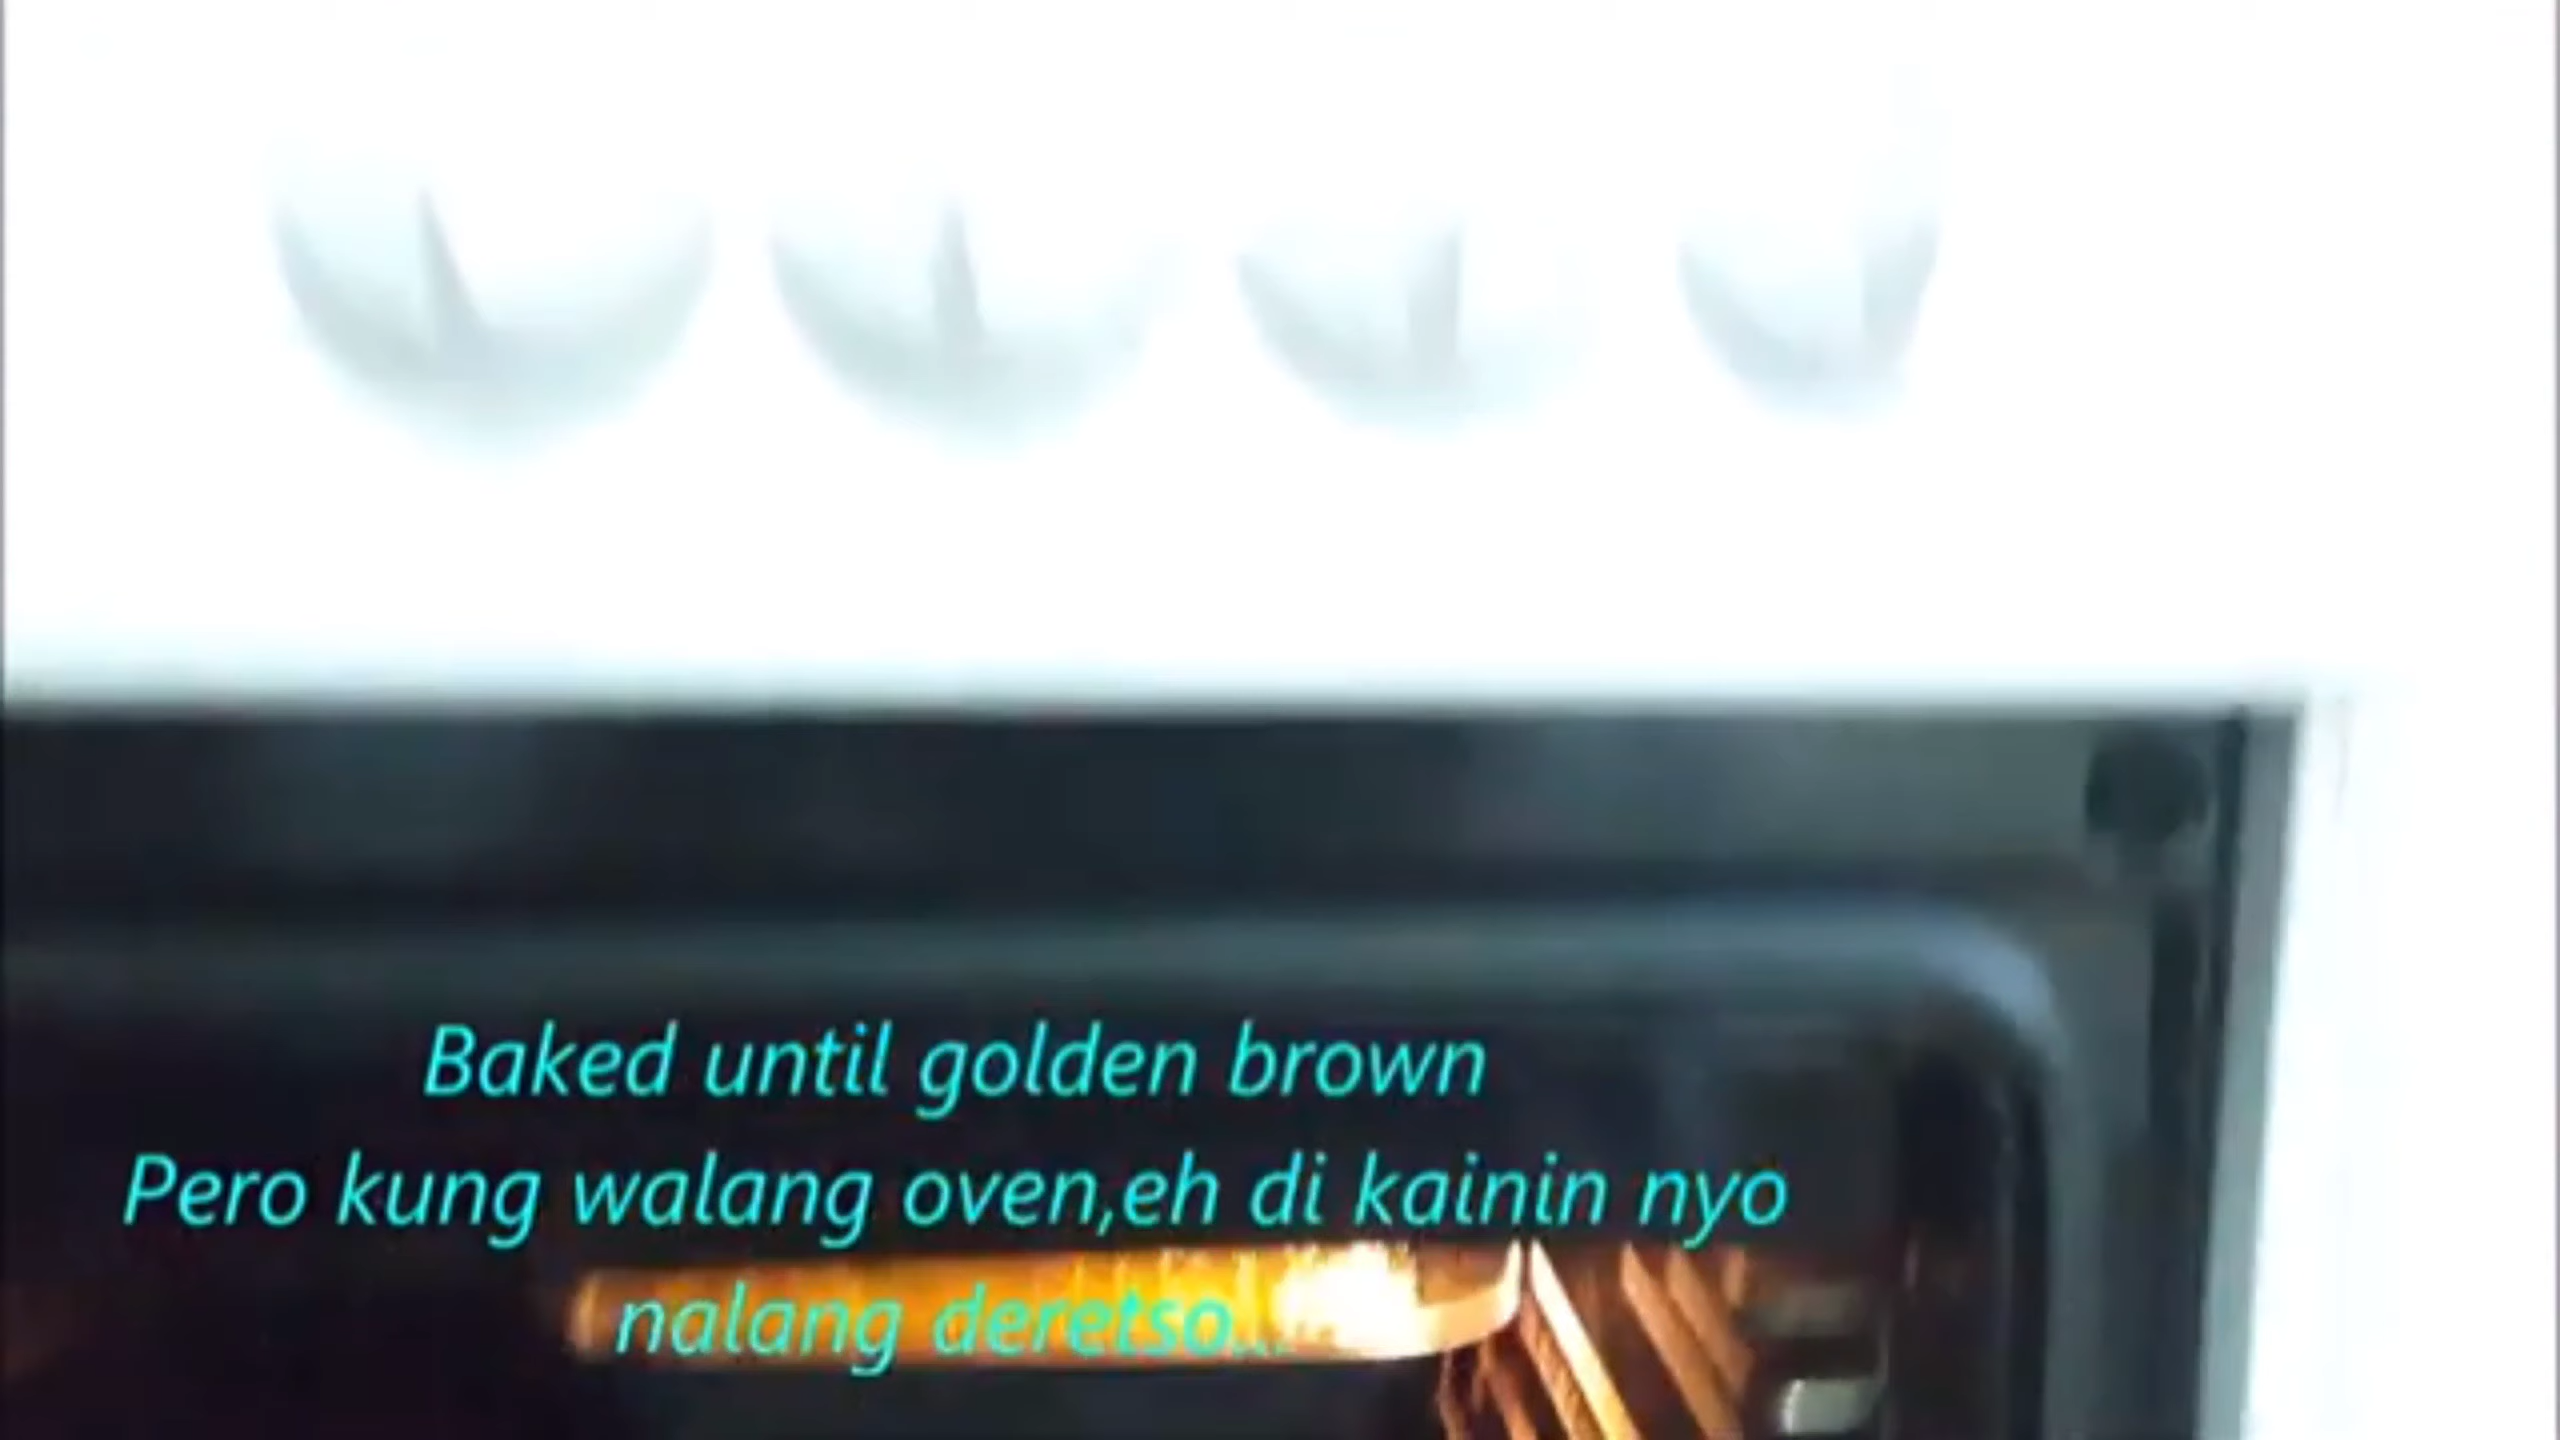 Baked until golden brown
Pero kung walang oven,eh di kainin nyo
nalang deretso...